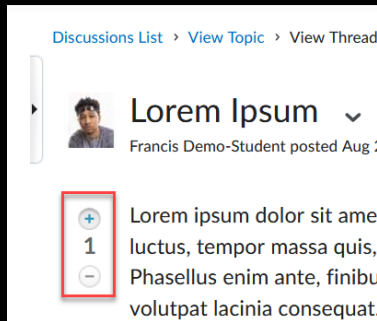 Discussions List › View Topic › View Thread
Lorem Ipsum
Francis Demo-Student posted Aug
Lorem ipsum dolor sit ame
1 luctus, tempor massa quis,
Phasellus enim ante, finibu
volutpat lacinia consequat.